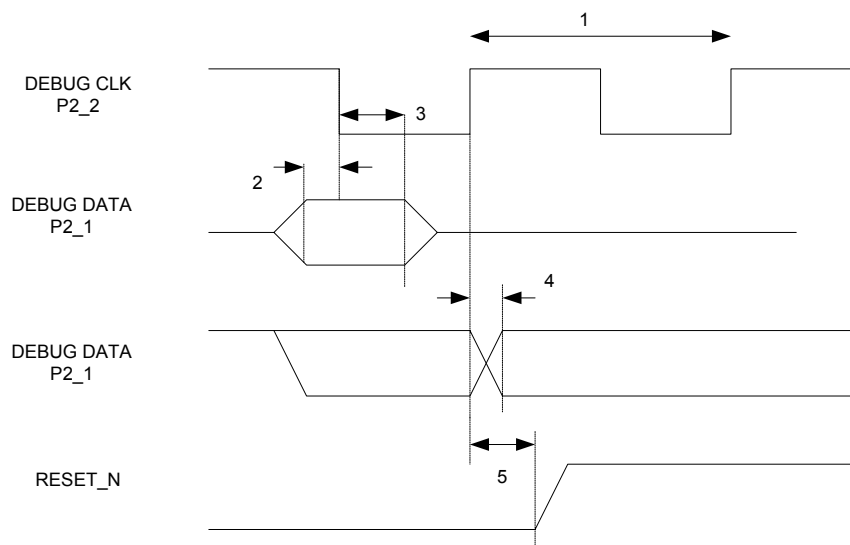 1
DEBUG CLK
P2_2
3
2
DEBUG DATA
P2_1
4
DEBUG DATA
P2_1
5
RESET_N